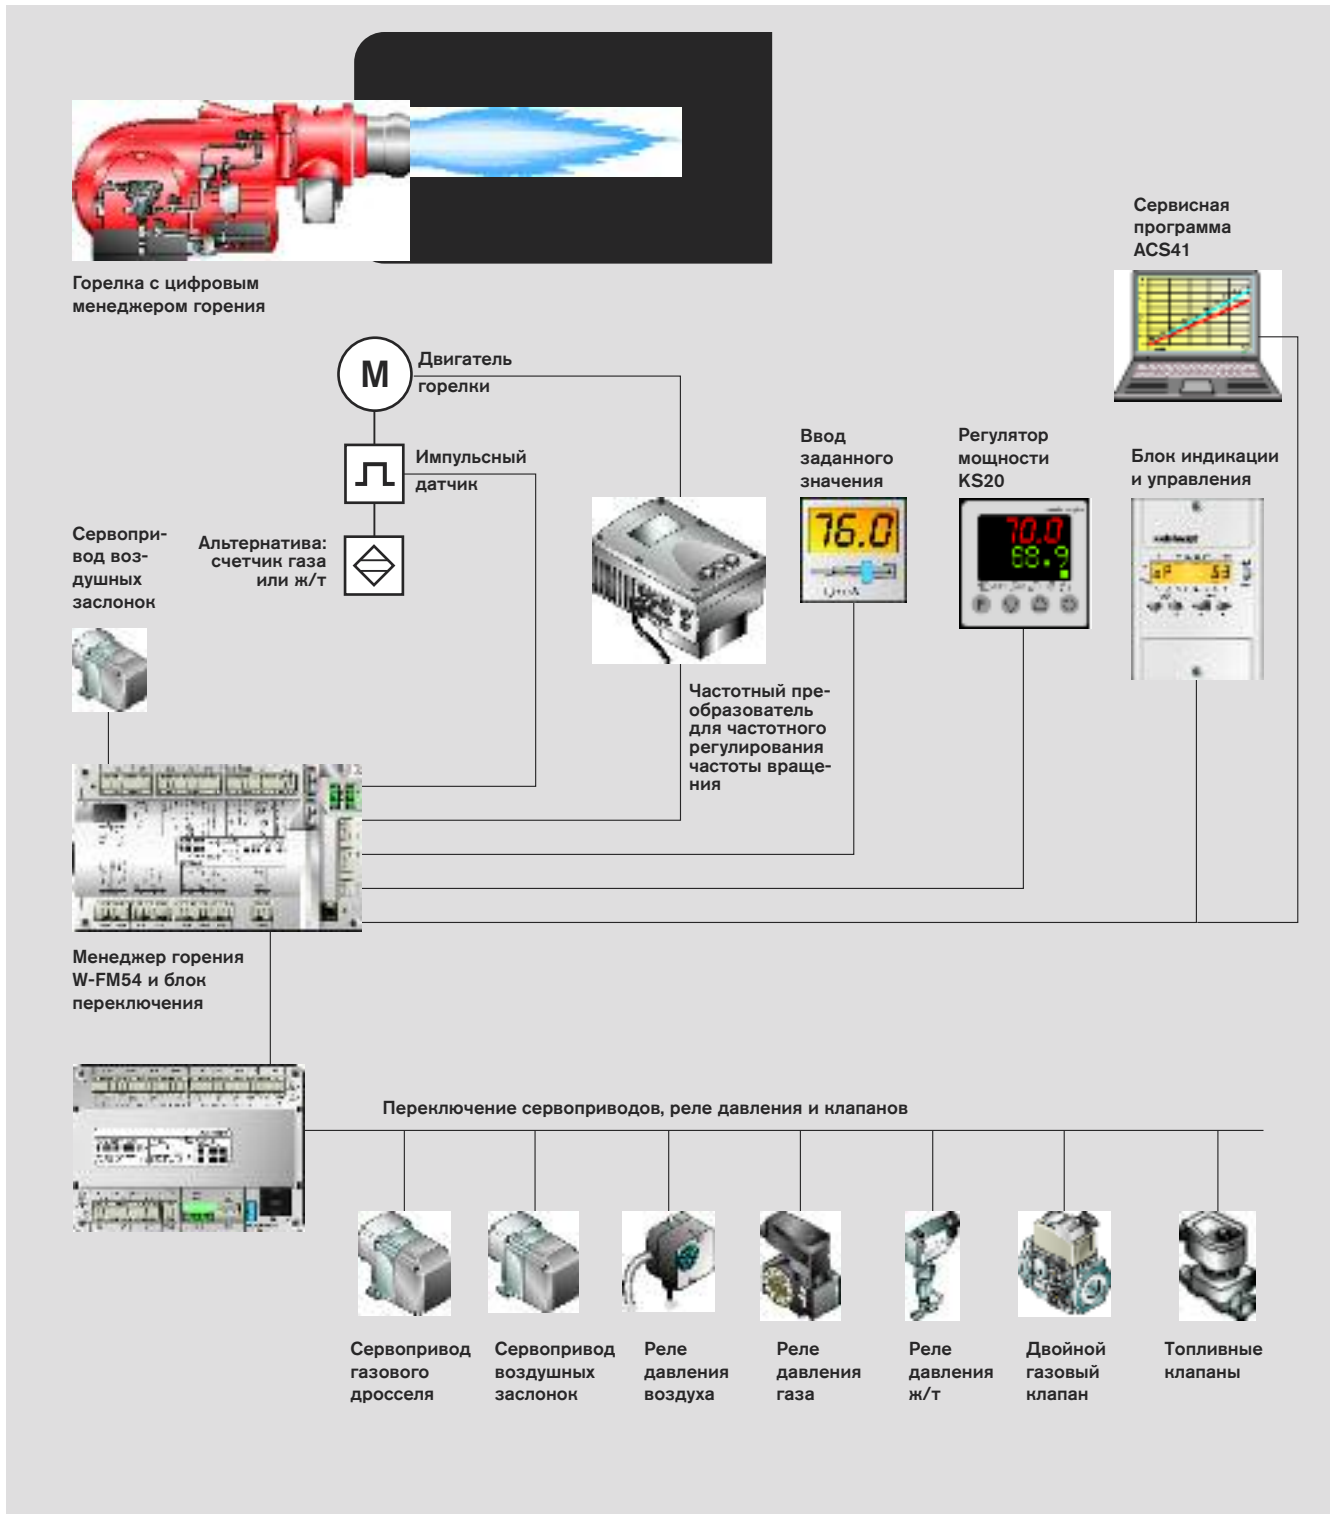 Горелка с цифровым
менеджером горения
Сервисная
программа
ACS41
M
Двигатель
горелки
Импульсный
датчик
Альтернатива:
счетчик газа
или ж/т
Сервопри-
вод воз-
душных
заслонок
Ввод
заданного
значения
76.0
Регулятор
мощности
KS20
70.0
68.9
Блок индикации
и управления
Частотный пре-
образователь
для частотного
регулирования
частоты враще-
ния
Менеджер горения
W-FM54 и блок
переключения
Переключение сервоприводов, реле давления и клапанов
Сервопривод
газового
дросселя
Сервопривод
воздушных
заслонок
Реле
давления
воздуха
Реле
давления
газа
Реле
давления
ж/т
Двойной
газовый
клапан
Топливные
клапаны